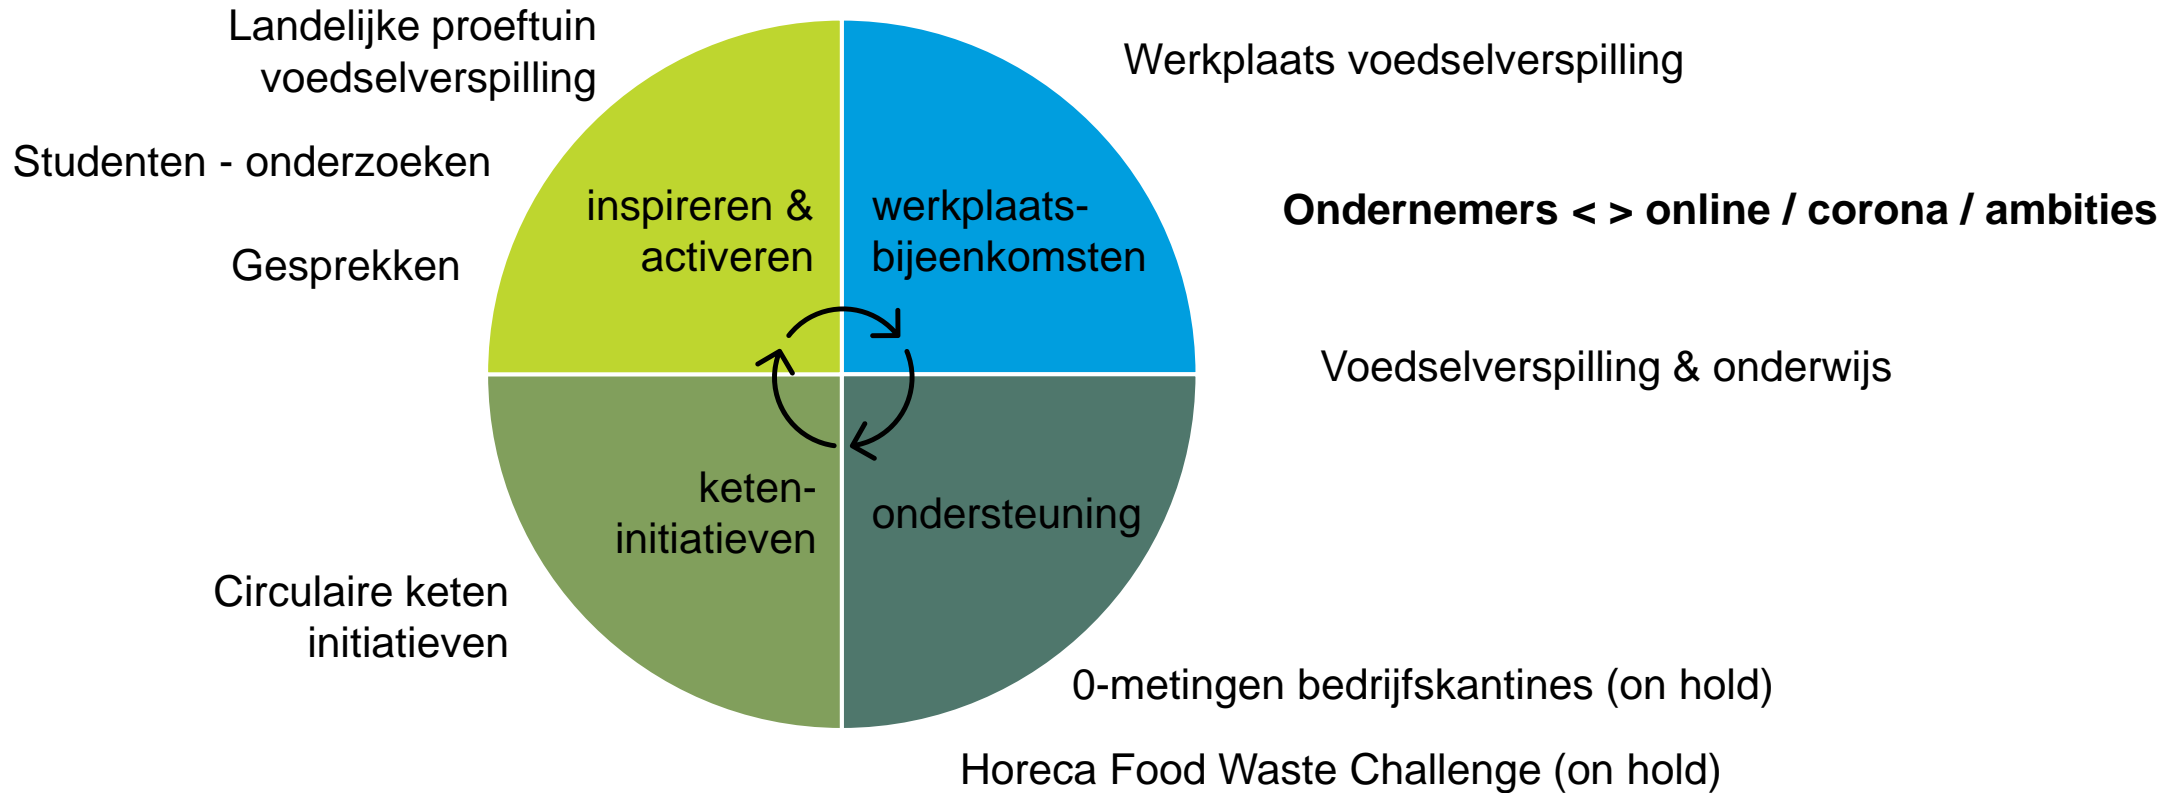 Landelijke proeftuin
voedselverspilling
Studenten - onderzoeken
Gesprekken
inspireren &
activeren
werkplaats-
bijeenkomsten
Werkplaats voedselverspilling
Ondernemers < > online / corona / ambities
Voedselverspilling & onderwijs
keten-
initiatieven
ondersteuning
Circulaire keten
initiatieven
0-metingen bedrijfskantines (on hold)
Horeca Food Waste Challenge (on hold)